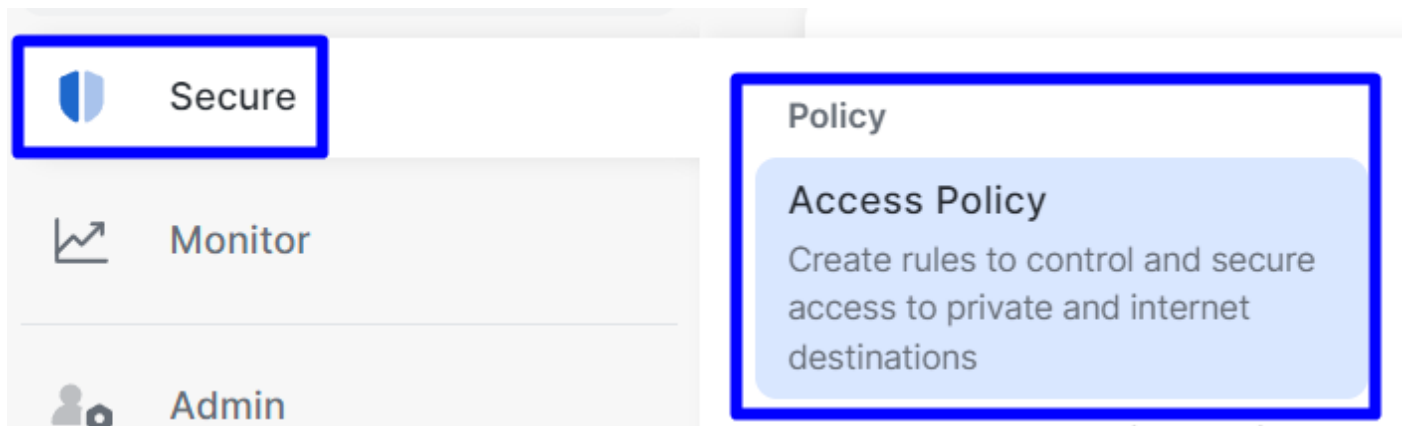 Secure
Monitor
Admin
Policy
Access Policy
Create rules to control and secure
access to private and internet
destinations